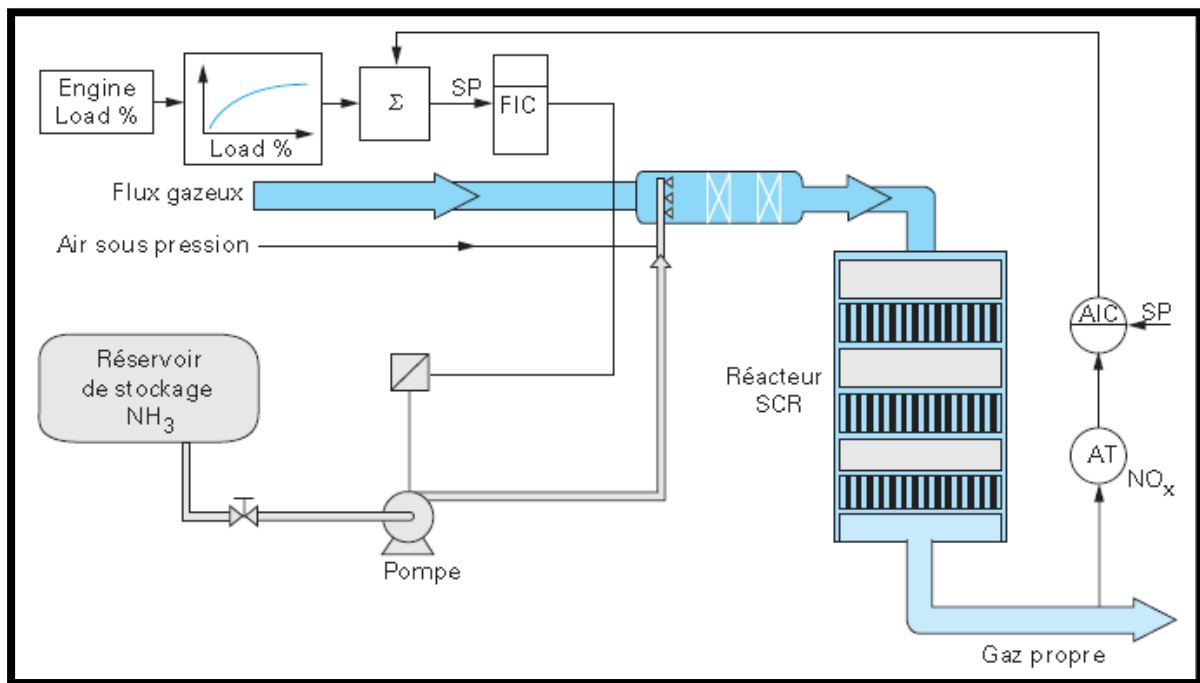 Engine
Load %
Load %
Σ
SP
FIC
Flux gazeux
Air sous pression
Réservoir
de stockage
NH3
Pompe
Réacteur
SCR
AIC
SP
AT
NOx
Gaz propre